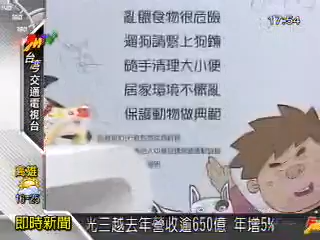 亂餵食物很危險
遛狗請繫上狗鍊
隨手清理大小便
居家環境不髒亂
保護動物做典範
17:54
台灣交通電視台
高雄
16-25
即時新聞
光三越去年營收逾650億 年增5%